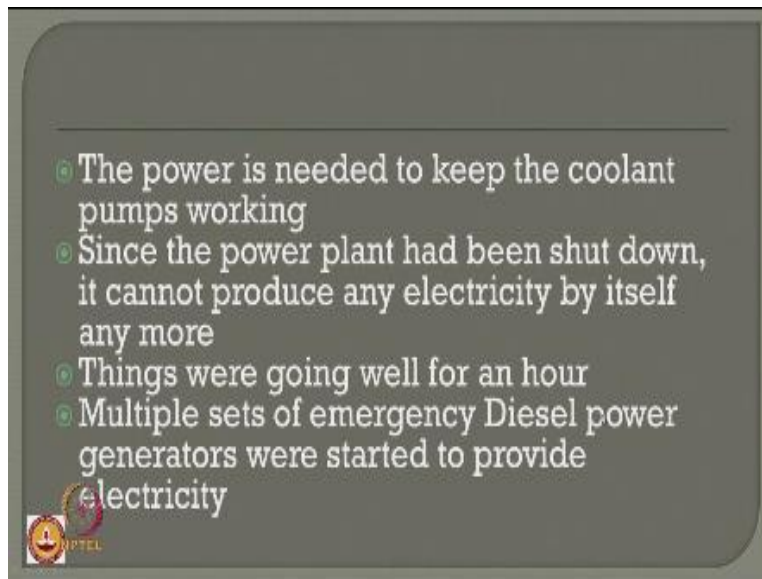 The power is needed to keep the coolant
pumps working
Since the power plant had been shut down,
it cannot produce any electricity by itself
any more
Things were going well for an hour
Multiple sets of emergency Diesel power
generators were started to provide
electricity
NPTEL